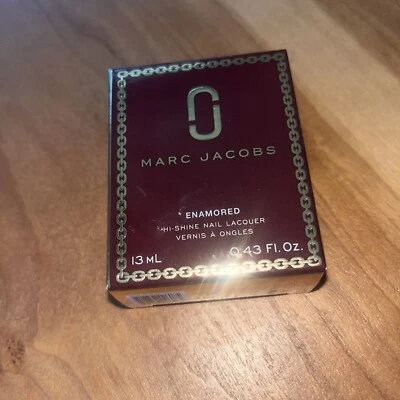 MARC JACOBS
ENAMORED
HI-SHINE NAIL LACQUER
VERNIS À ONGLES
13 mL 0.43 Fl. Oz.